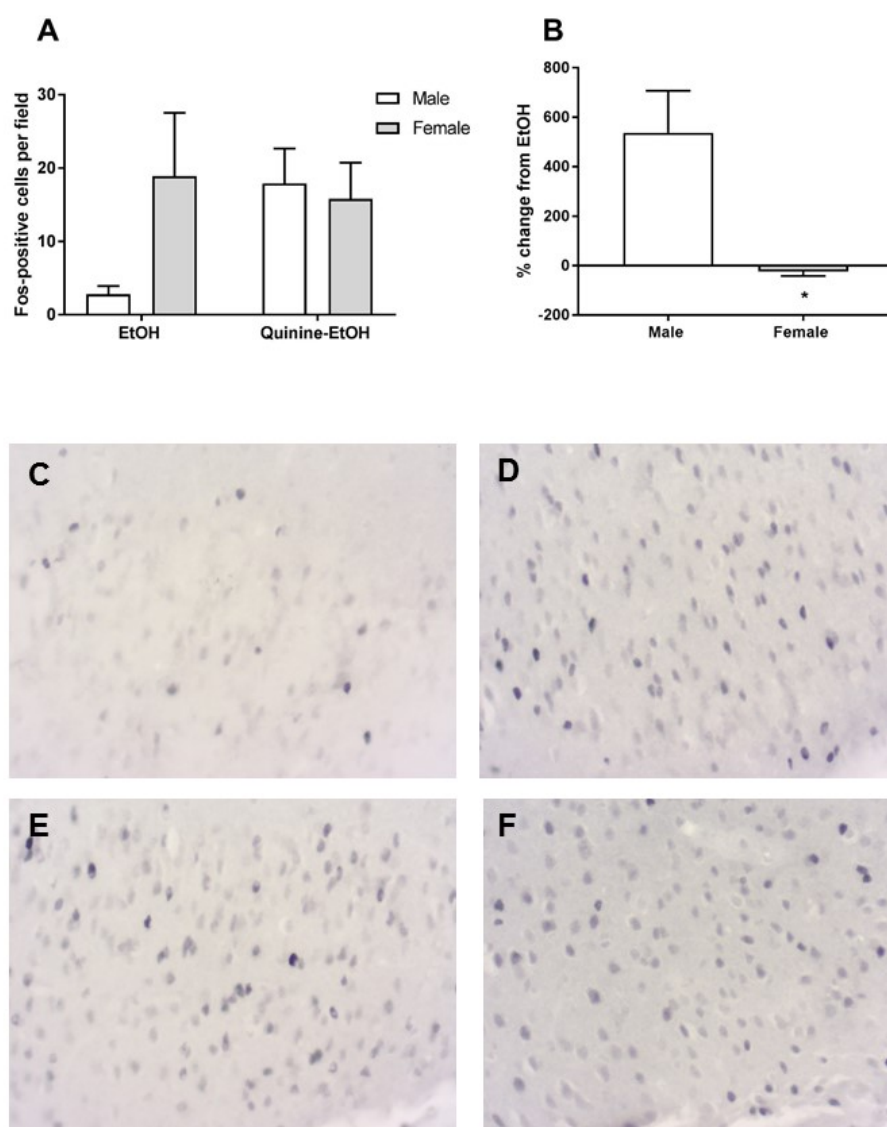 A
Fos-positive cells per field
30
20
10
0
EtOH
Quinine-EtOH
Male
Female
B
% change from EtOH
800
600
400
200
0
-200
Male
Female
*
C
D
E
F